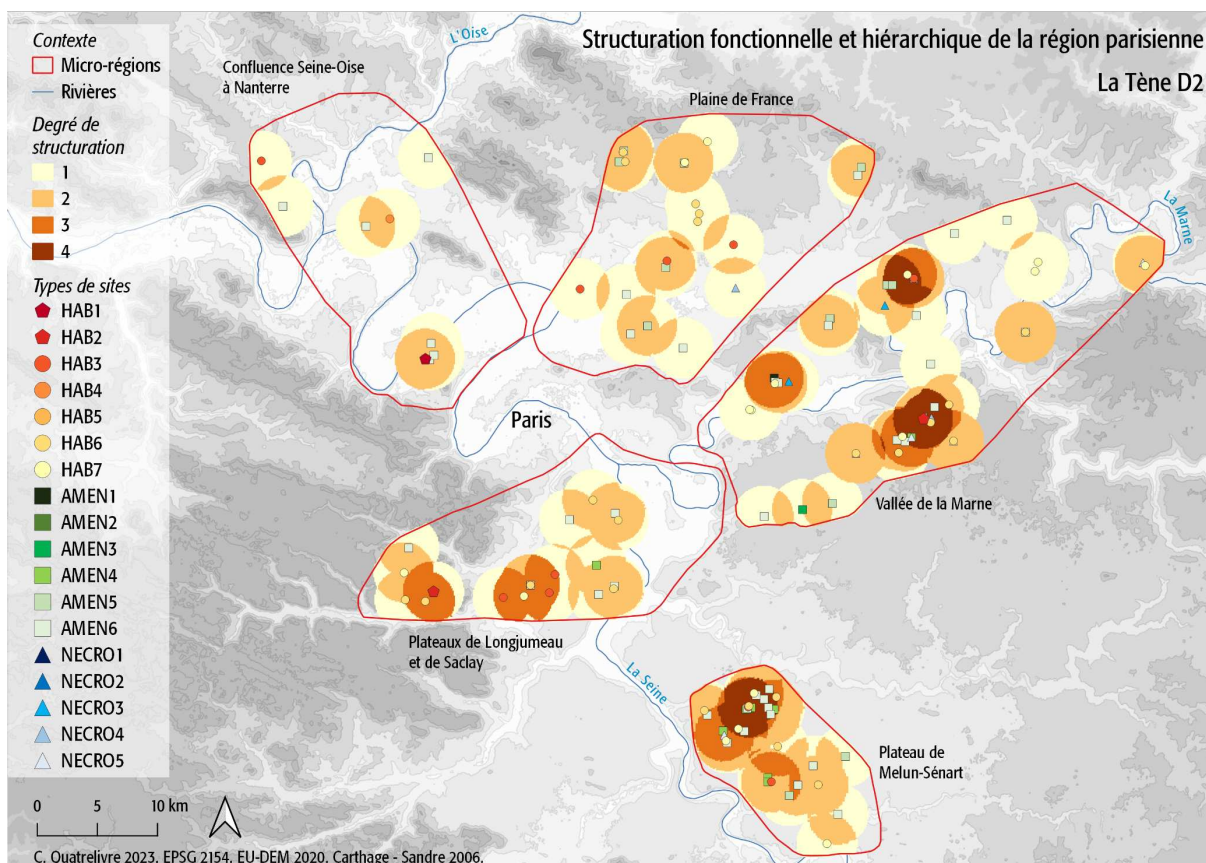 Structuration fonctionnelle et hiérarchique de la région parisienne
La Tène D2
Contexte
Micro-régions
Rivières
Degré de
structuration
1
2
3
4
Types de sites
HAB1
HAB2
HAB3
HAB4
HAB5
HAB6
HAB7
AMEN1
AMEN2
AMEN3
AMEN4
AMEN5
AMEN6
NECRO1
NECRO2
NECRO3
NECRO4
NECRO5
0 5 10 km
C. Quatrelivre 2023, EPSG 2154, EU-DEM 2020, Carthage - Sandre 2006.
L'Oise
Confluence Seine-Oise
à Nanterre
Plaine de France
La Marne
Paris
Vallée de la Marne
Plateaux de Longjumeau
et de Saclay
La Seine
Plateau de
Melun-Sénart